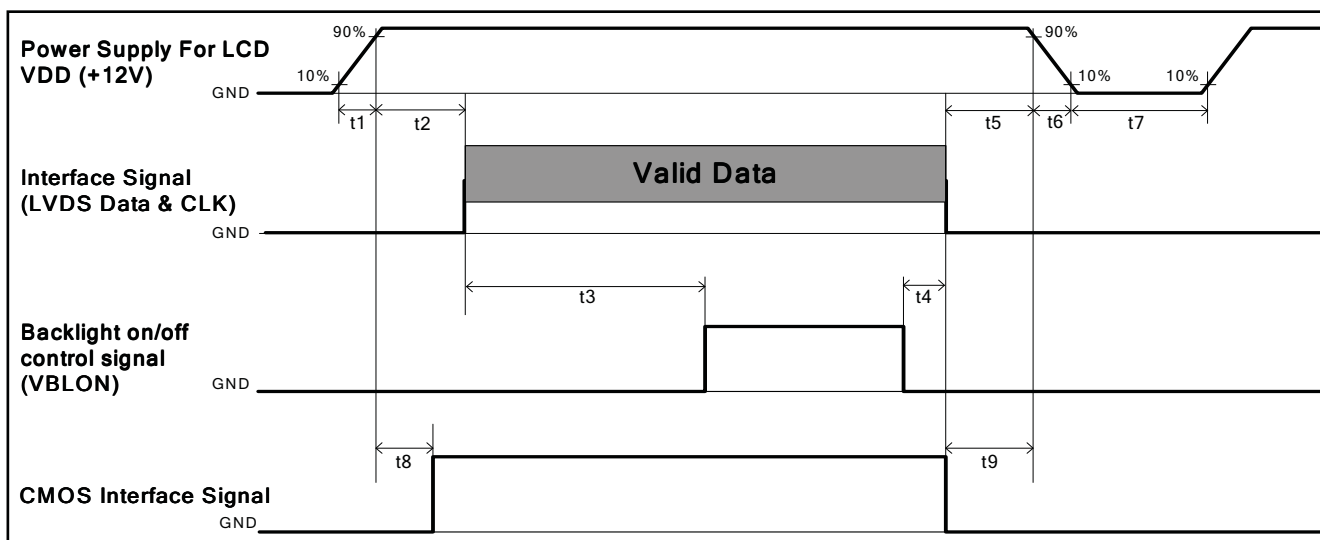 Power Supply For LCD
VDD (+12V)
90%
10%
GND
90%
10%
10%
t1
t2
t5
t6
t7
Interface Signal
(LVDS Data & CLK)
Valid Data
GND
t3
t4
Backlight on/off
control signal
(VBLON)
GND
t8
t9
CMOS Interface Signal
GND